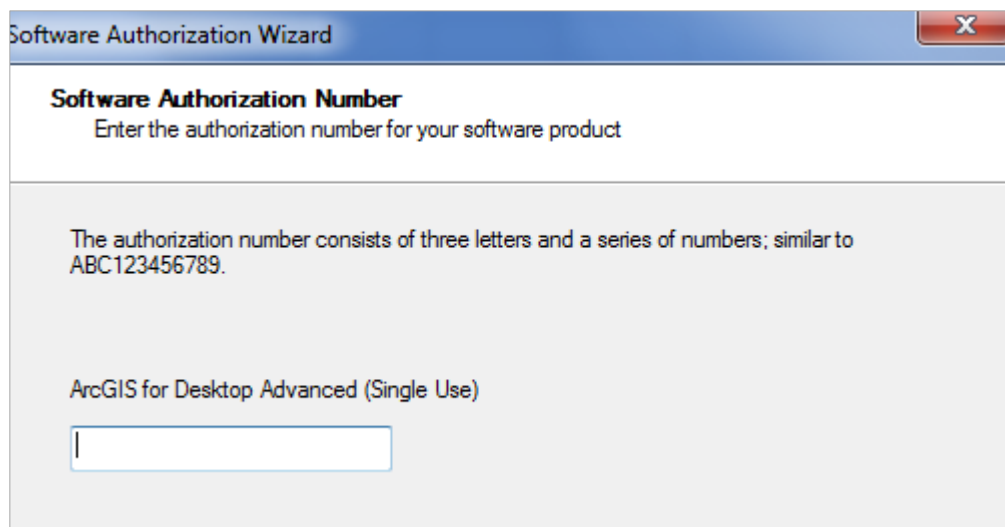 Software Authorization Wizard
Software Authorization Number
Enter the authorization number for your software product
The authorization number consists of three letters and a series of numbers; similar to
ABC123456789.
ArcGIS for Desktop Advanced (Single Use)